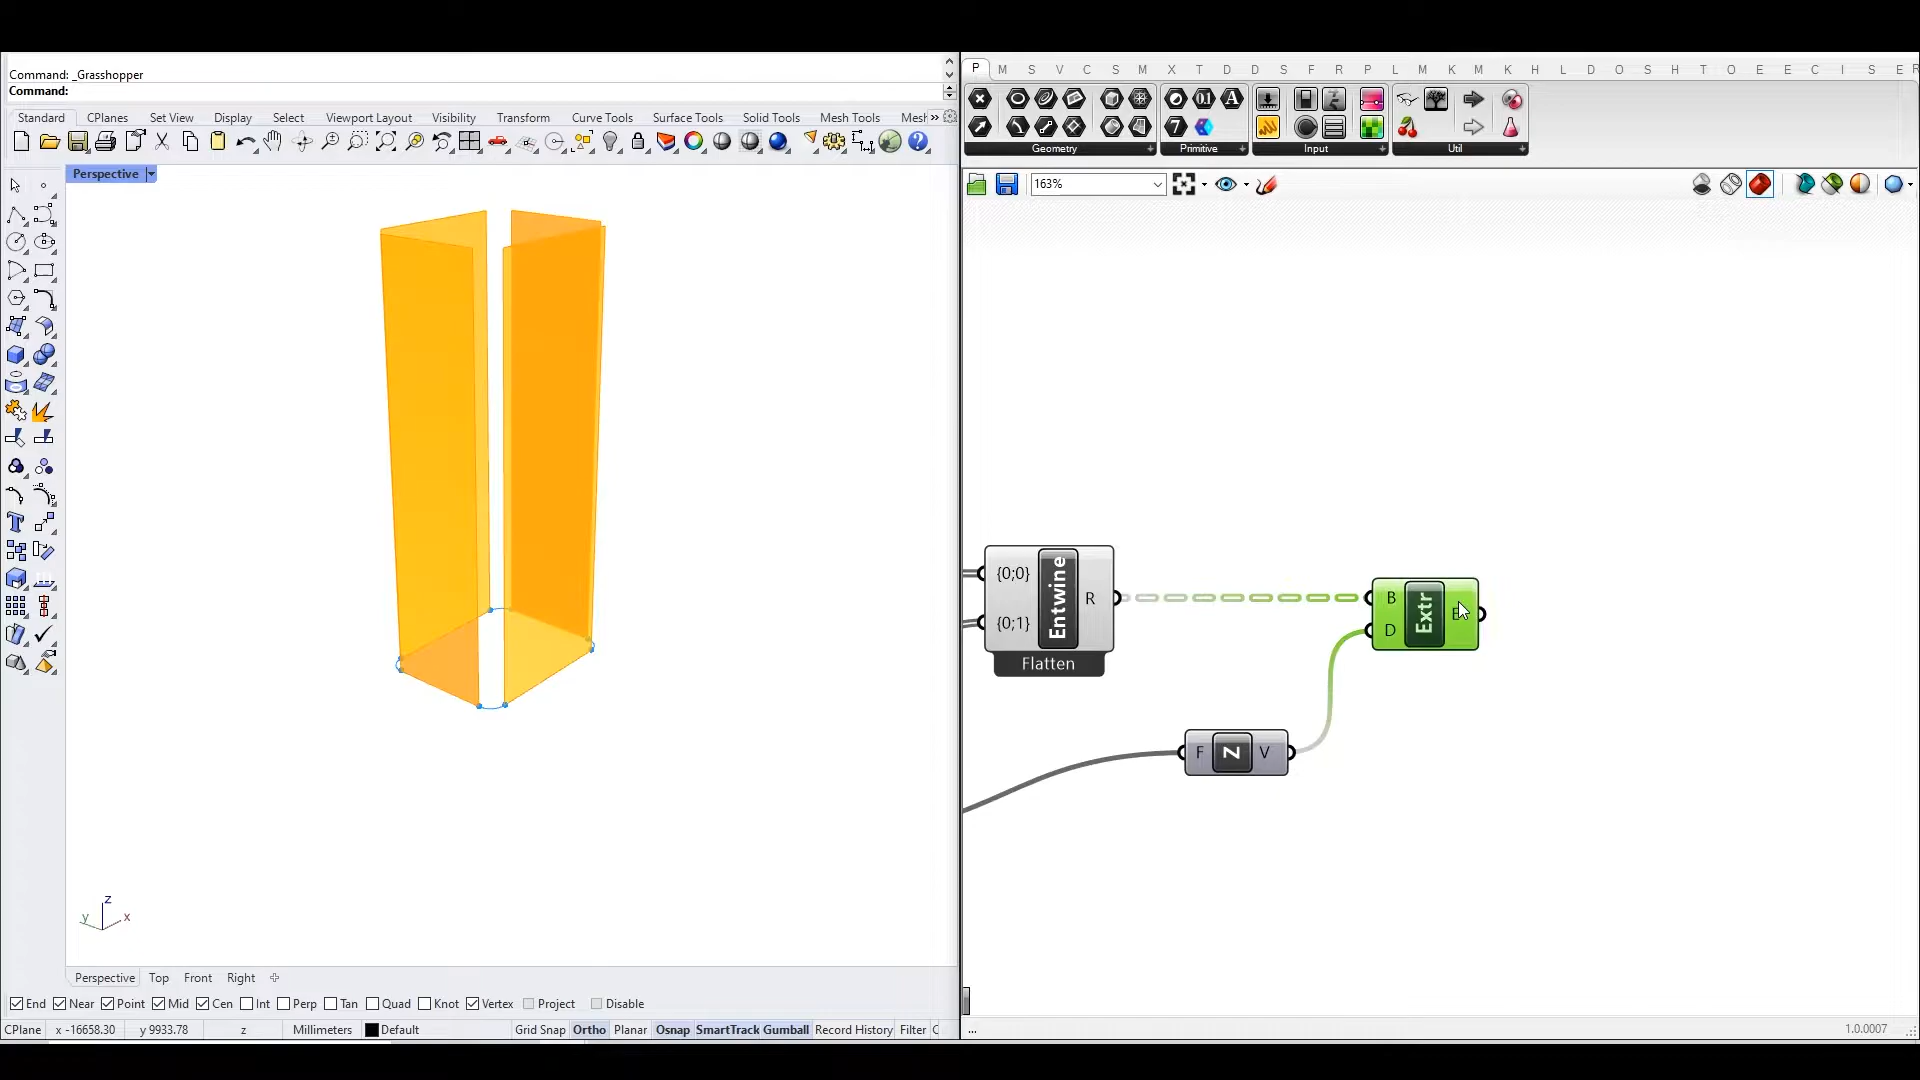 Command: _Grasshopper
Command:
Standard CPlanes Set View Display Select Viewport Layout Visibility Transform Curve Tools Surface Tools Solid Tools Mesh Tools Mesh »
Perspective
z
y x
Perspective Top Front Right
End Near Point Mid Cen Int Perp Tan Quad Knot Vertex Project Disable
CPlane x -16658.30 y 9933.78 z Millimeters Default Grid Snap Ortho Planar Osnap SmartTrack Gumball Record History Filter C
P M S V C S M X T D D S F R P L M K M K H L D O S H T O E E C I S E R
Geometry Primitive Input Util
163%
{0;0}
{0;1}
Entwine
R
Flatten
B
D
Extr
E
F
Z
V
... 1.0.0007